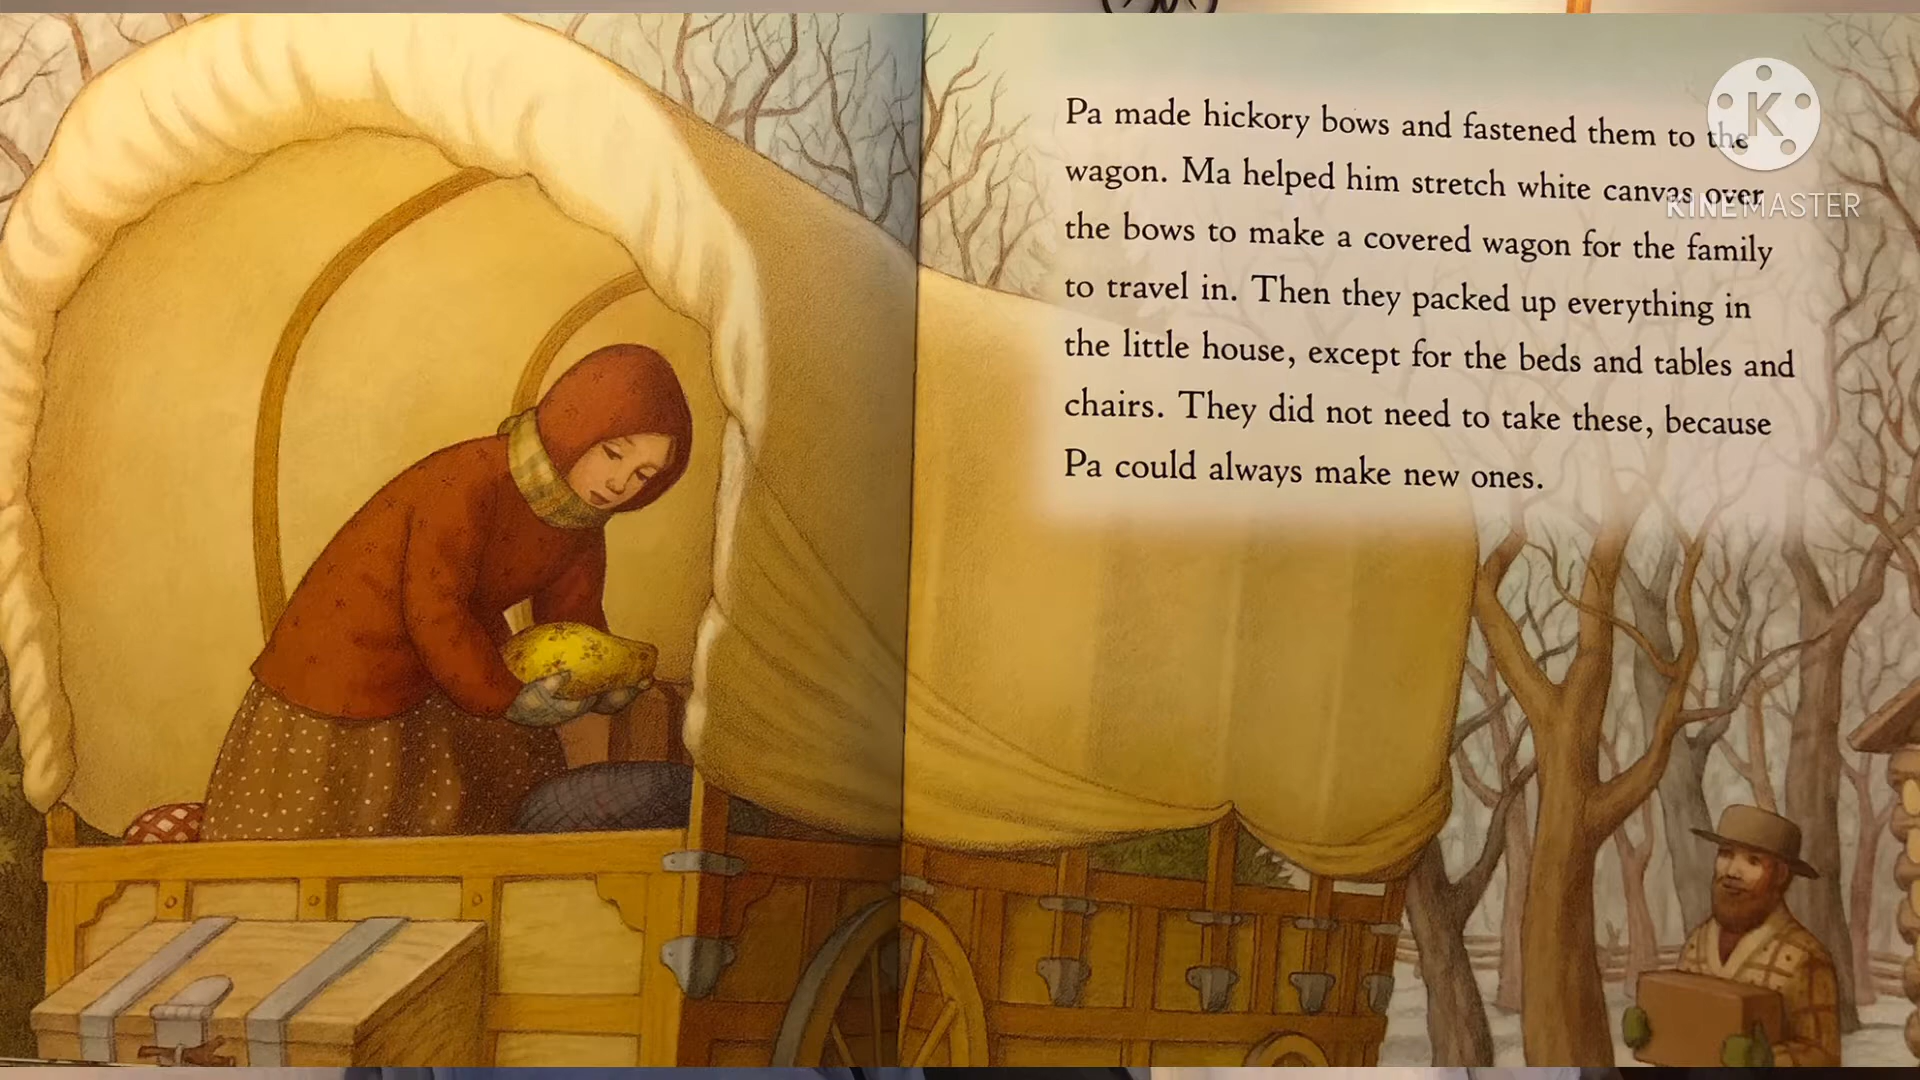 Pa made hickory bows and fastened them to the
wagon. Ma helped him stretch white canvas over
the bows to make a covered wagon for the family
to travel in. Then they packed up everything in
the little house, except for the beds and tables and
chairs. They did not need to take these, because
Pa could always make new ones.
K
KINEMASTER